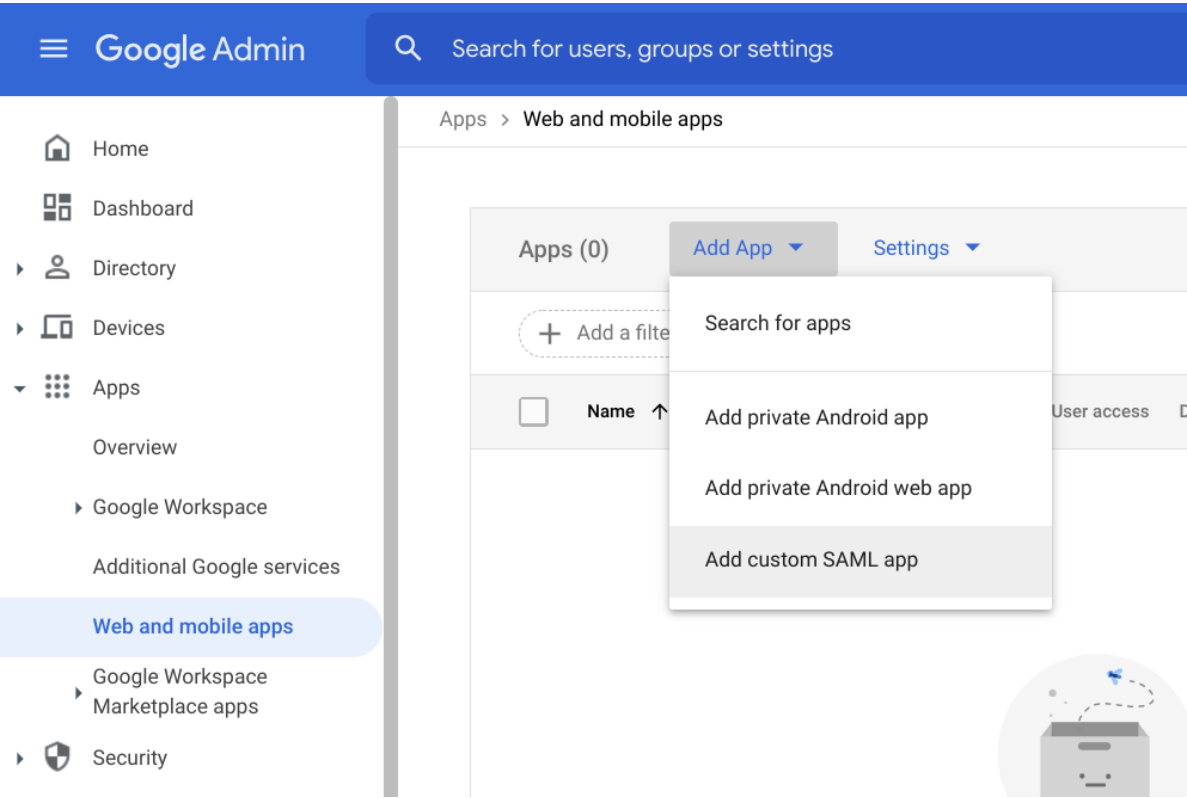 Google Admin
Search for users, groups or settings
Apps > Web and mobile apps
Home
Dashboard
Directory
Devices
Apps
Overview
Google Workspace
Additional Google services
Web and mobile apps
Google Workspace
Marketplace apps
Security
Apps (0)
Add App
Settings
Add a filte
Search for apps
Name
User access
D
Add private Android app
Add private Android web app
Add custom SAML app